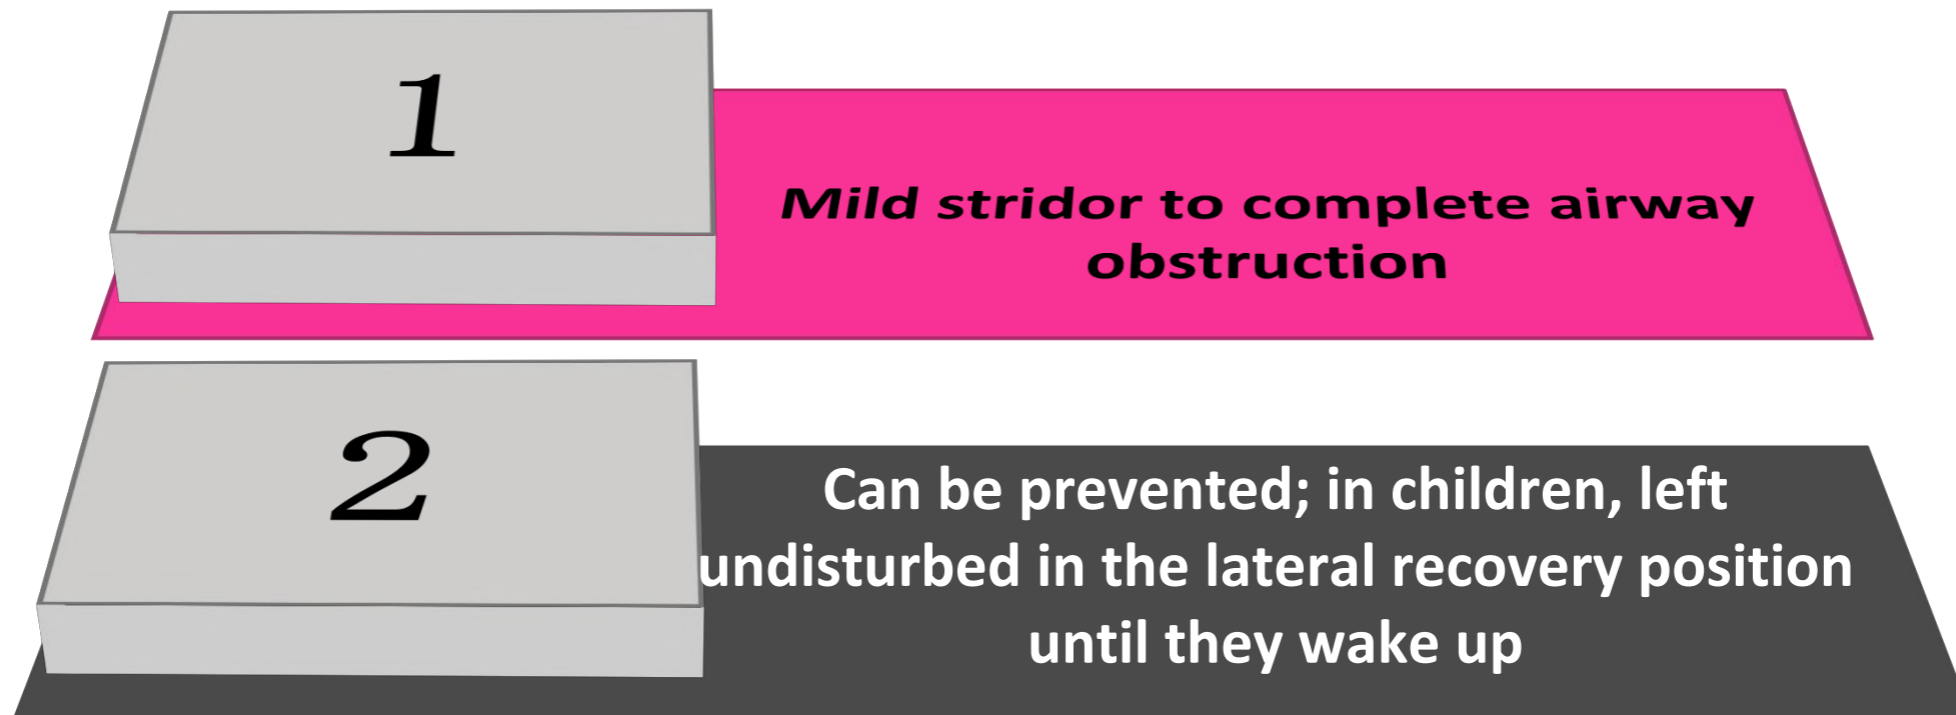 1
Mild stridor to complete airway
obstruction
2
Can be prevented; in children, left
undisturbed in the lateral recovery position
until they wake up